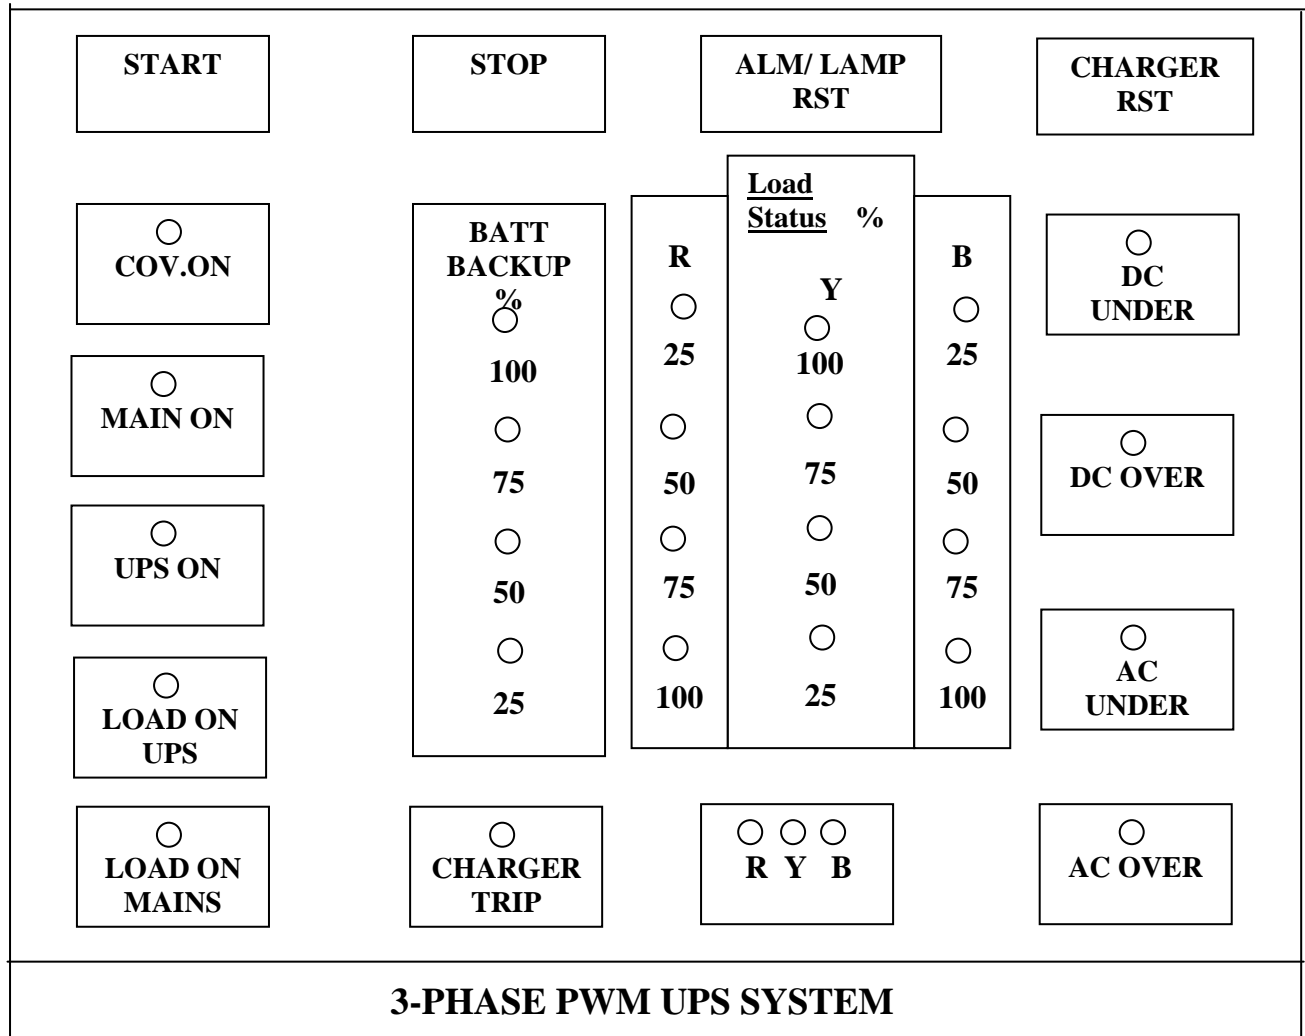 START
STOP
ALM/ LAMP
RST
CHARGER
RST
COV.ON
MAIN ON
UPS ON
LOAD ON
UPS
LOAD ON
MAINS
BATT
BACKUP
%
100
75
50
25
CHARGER
TRIP
Load
Status %
R
25
50
75
100
Y
100
75
50
25
B
25
50
75
100
R Y B
DC
UNDER
DC OVER
AC
UNDER
AC OVER
3-PHASE PWM UPS SYSTEM